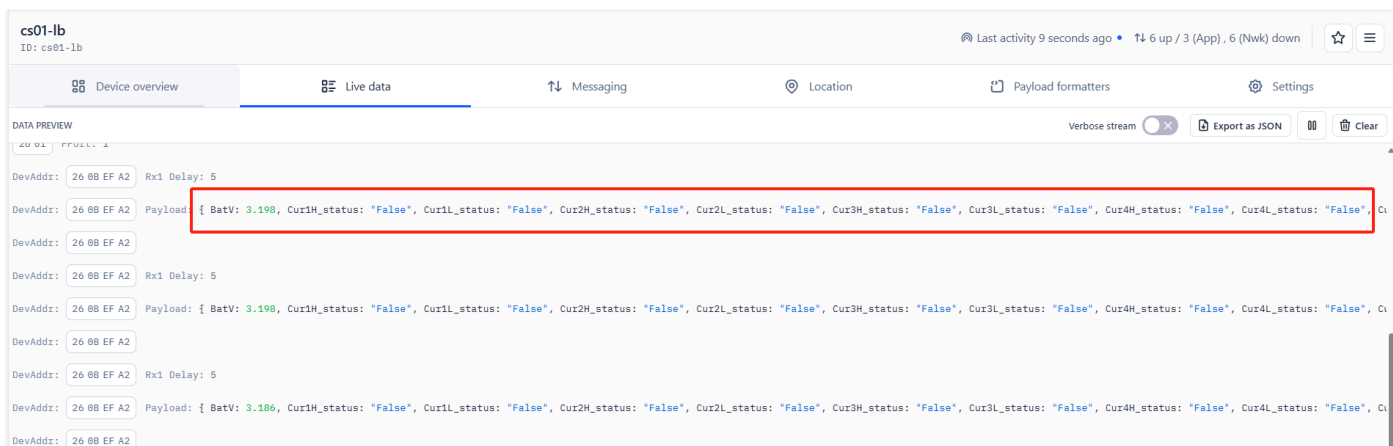 cs01-lb
ID: cs01-lb
Last activity 9 seconds ago • ↑↓ 6 up / 3 (App) , 6 (Nwk) down
Device overview Live data Messaging Location Payload formatters Settings
DATA PREVIEW Verbose stream Export as JSON Clear
26 01 FPort: 1
DevAddr: 26 0B EF A2 Rx1 Delay: 5
DevAddr: 26 0B EF A2 Payload: { BatV: 3.198, Cur1H_status: "False", Cur1L_status: "False", Cur2H_status: "False", Cur2L_status: "False", Cur3H_status: "False", Cur3L_status: "False", Cur4H_status: "False", Cur4L_status: "False", Cu
DevAddr: 26 0B EF A2
DevAddr: 26 0B EF A2 Rx1 Delay: 5
DevAddr: 26 0B EF A2 Payload: { BatV: 3.198, Cur1H_status: "False", Cur1L_status: "False", Cur2H_status: "False", Cur2L_status: "False", Cur3H_status: "False", Cur3L_status: "False", Cur4H_status: "False", Cur4L_status: "False", Cu
DevAddr: 26 0B EF A2
DevAddr: 26 0B EF A2 Rx1 Delay: 5
DevAddr: 26 0B EF A2 Payload: { BatV: 3.186, Cur1H_status: "False", Cur1L_status: "False", Cur2H_status: "False", Cur2L_status: "False", Cur3H_status: "False", Cur3L_status: "False", Cur4H_status: "False", Cur4L_status: "False", Cu
DevAddr: 26 0B EF A2